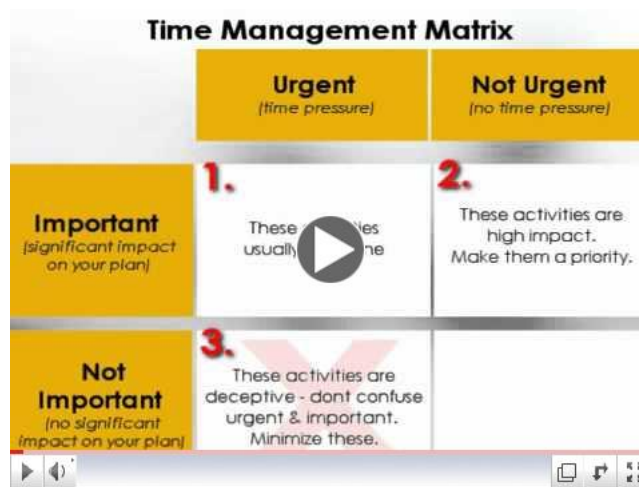 Time Management Matrix
Urgent
(time pressure)
Not Urgent
(no time pressure)
Important
(significant impact
on your plan)
1.
These
usually
2.
These activities are
high impact.
Make them a priority.
Not
Important
(no significant
impact on your plan)
3.
These activities are
deceptive - dont confuse
urgent & important.
Minimize these.